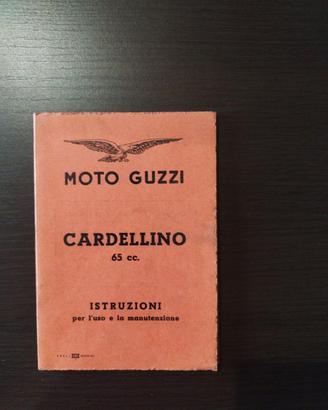 MOTO GUZZI
CARDELLINO
65 cc.
ISTRUZIONI
per l'uso e la manutenzione